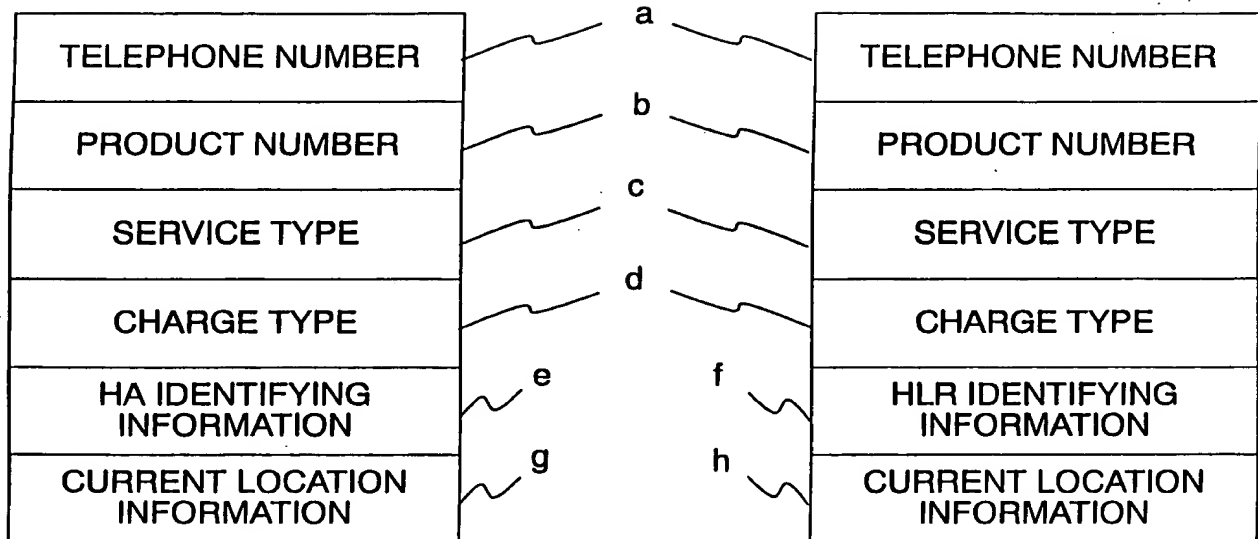 TELEPHONE NUMBER
a
TELEPHONE NUMBER
PRODUCT NUMBER
b
PRODUCT NUMBER
SERVICE TYPE
c
SERVICE TYPE
CHARGE TYPE
d
CHARGE TYPE
HA IDENTIFYING
INFORMATION
e
f
HLR IDENTIFYING
INFORMATION
CURRENT LOCATION
INFORMATION
g
h
CURRENT LOCATION
INFORMATION